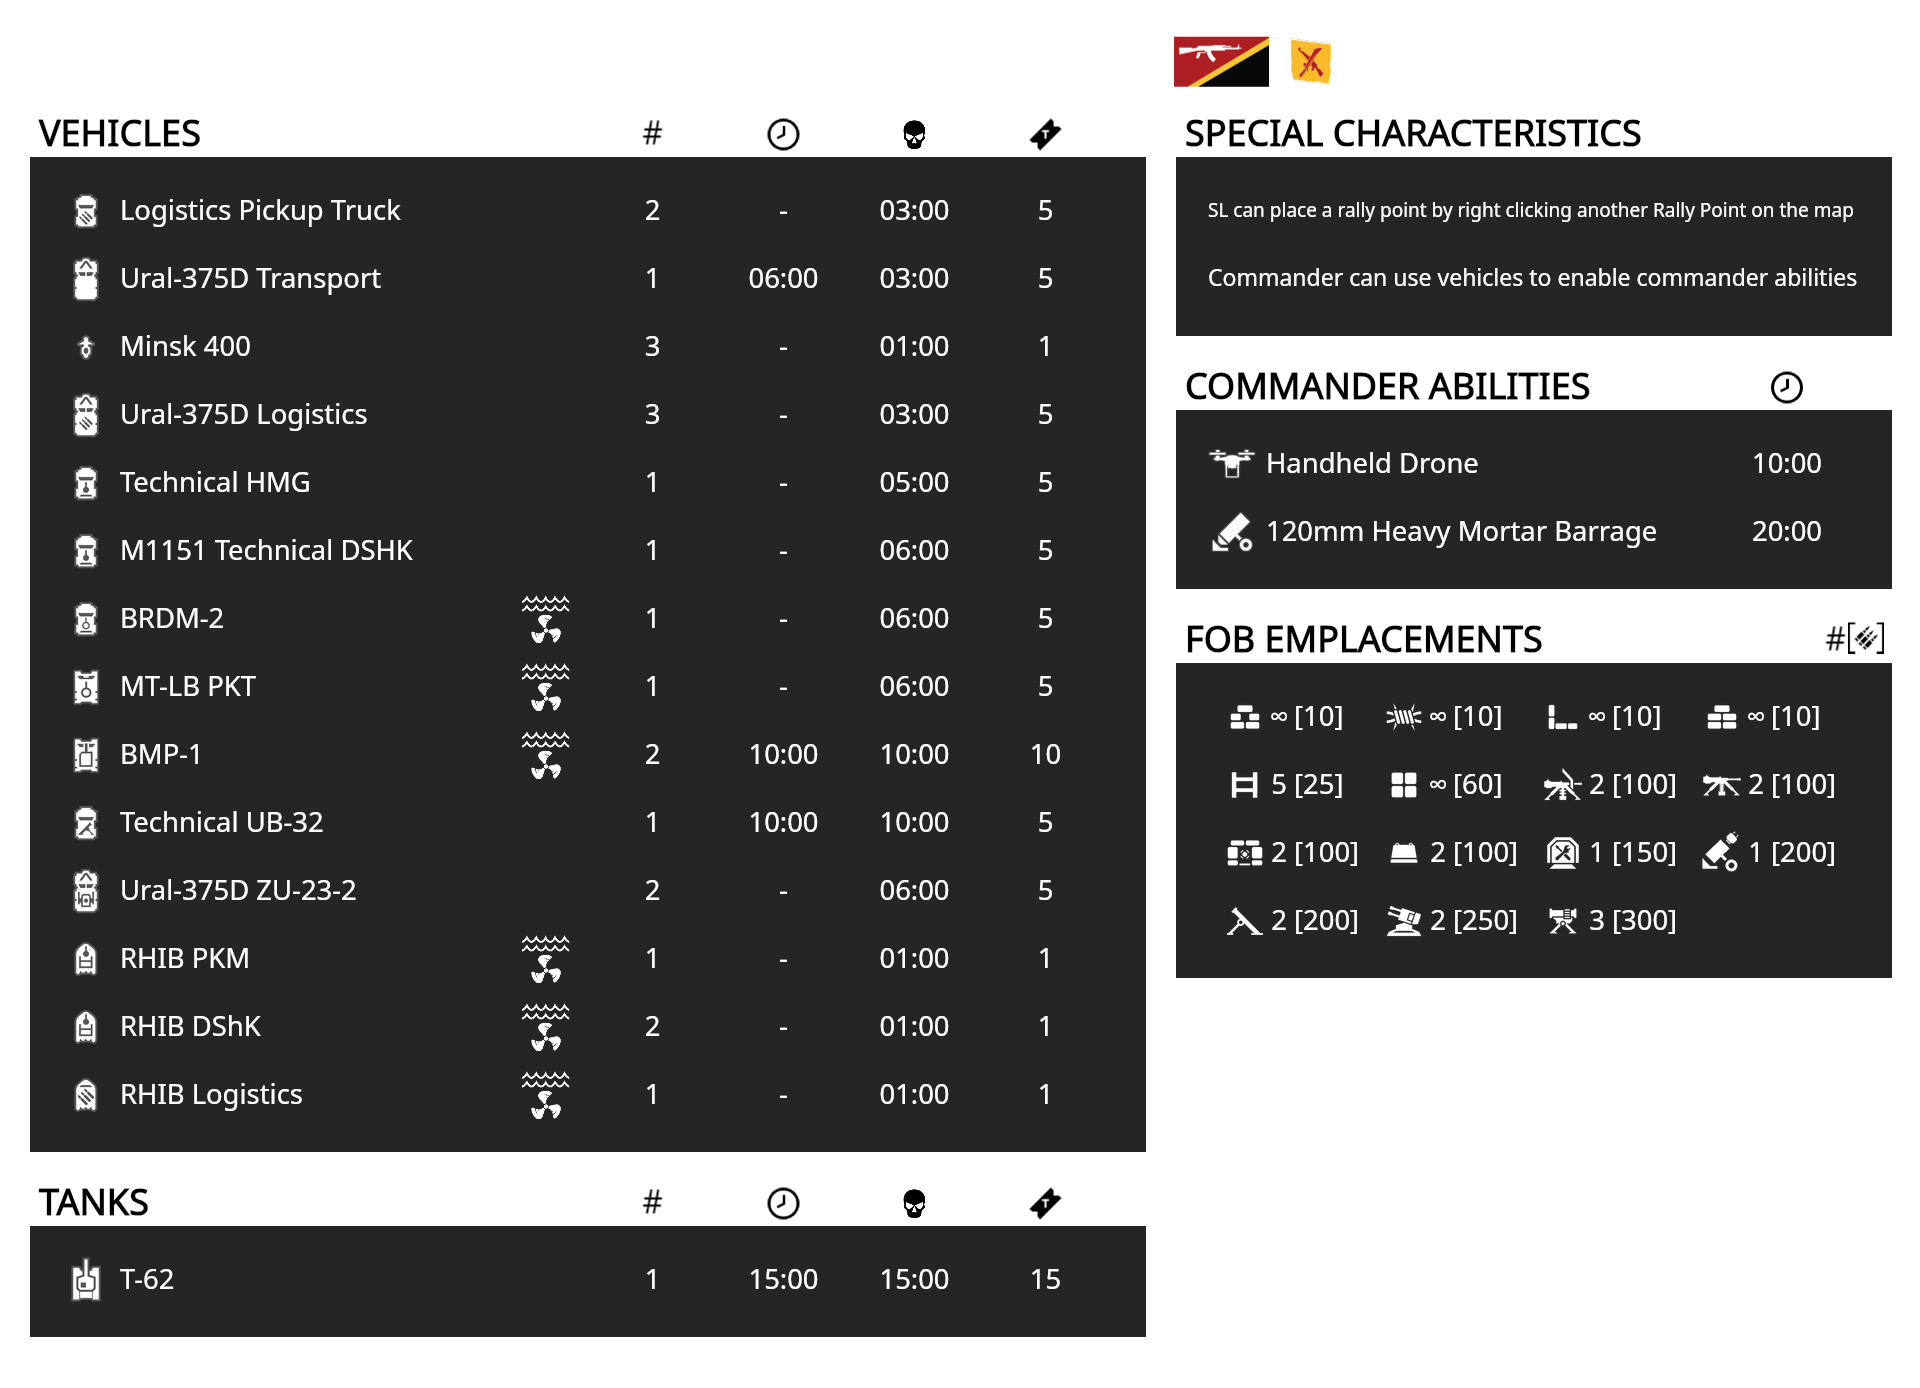 VEHICLES #
Logistics Pickup Truck 2 - 03:00 5
Ural-375D Transport 1 06:00 03:00 5
Minsk 400 3 - 01:00 1
Ural-375D Logistics 3 - 03:00 5
Technical HMG 1 - 05:00 5
M1151 Technical DSHK 1 - 06:00 5
BRDM-2 1 - 06:00 5
MT-LB PKT 1 - 06:00 5
BMP-1 2 10:00 10:00 10
Technical UB-32 1 10:00 10:00 5
Ural-375D ZU-23-2 2 - 06:00 5
RHIB PKM 1 - 01:00 1
RHIB DShK 2 - 01:00 1
RHIB Logistics 1 - 01:00 1
TANKS #
T-62 1 15:00 15:00 15
SPECIAL CHARACTERISTICS
SL can place a rally point by right clicking another Rally Point on the map
Commander can use vehicles to enable commander abilities
COMMANDER ABILITIES
Handheld Drone 10:00
120mm Heavy Mortar Barrage 20:00
FOB EMPLACEMENTS #[]
∞ [10] ∞ [10] ∞ [10] ∞ [10]
5 [25] ∞ [60] 2 [100] 2 [100]
2 [100] 2 [100] 1 [150] 1 [200]
2 [200] 2 [250] 3 [300]